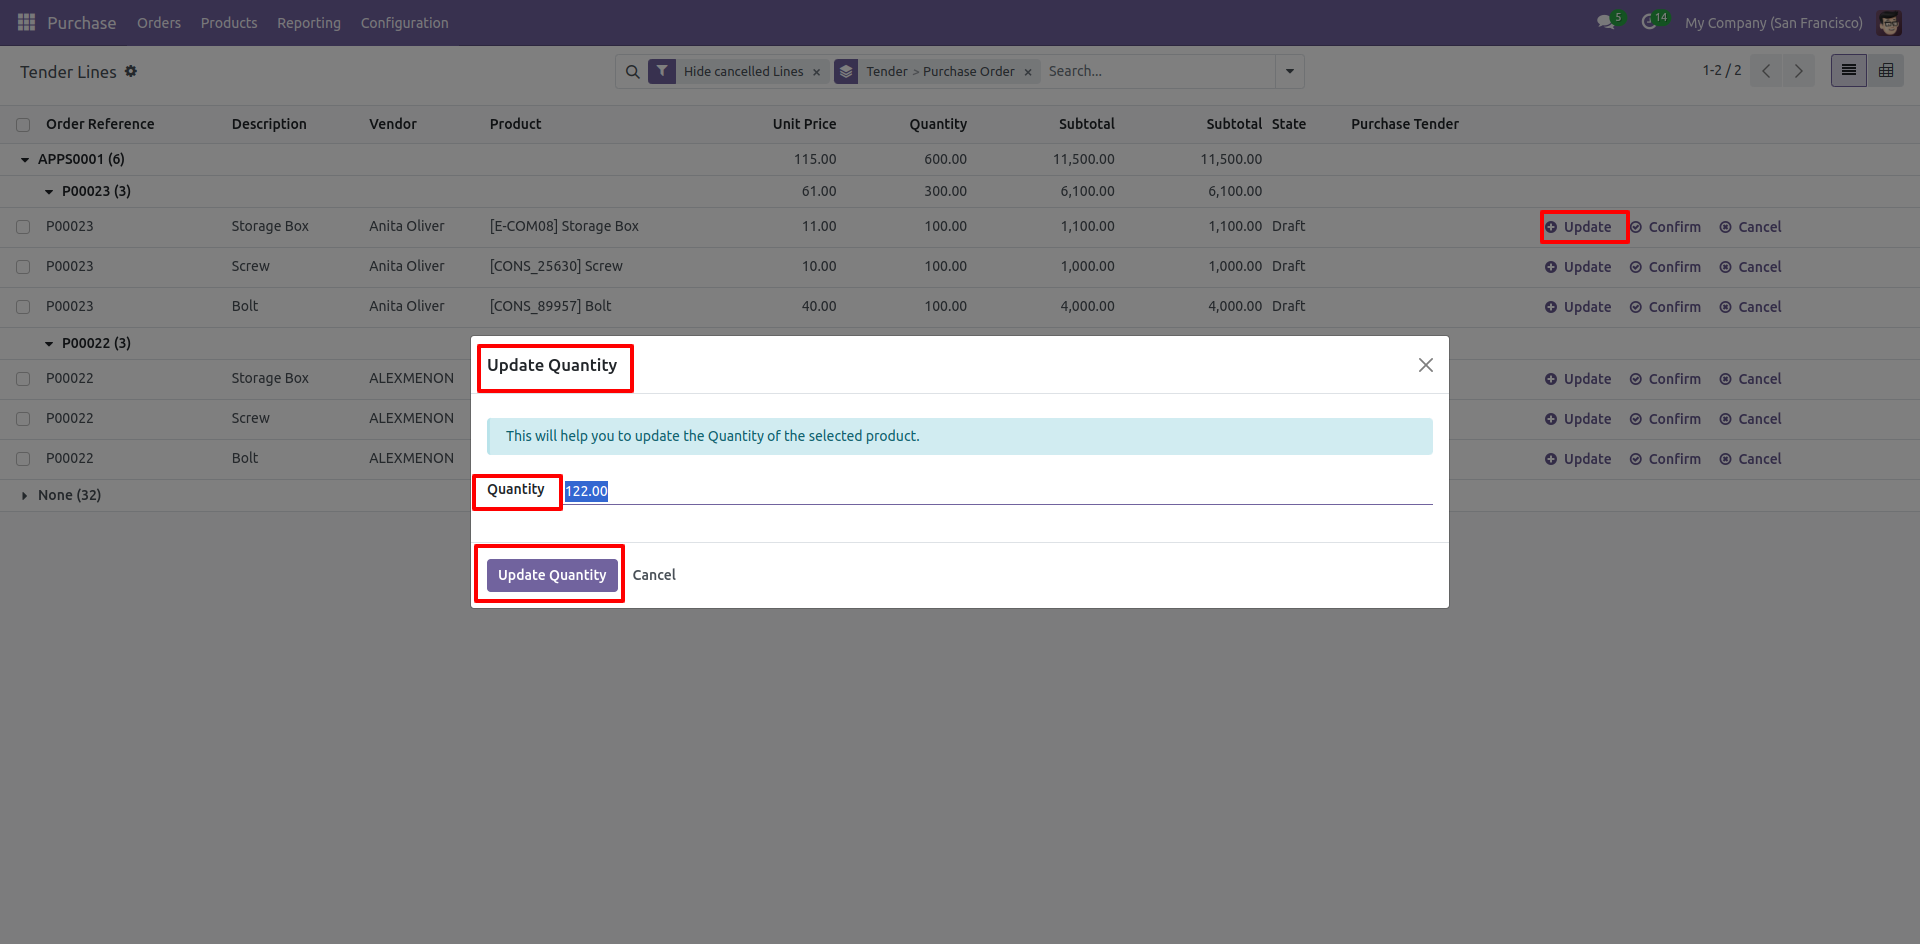 Purchase Orders Products Reporting Configuration 5 14 My Company (San Francisco)
Tender Lines Hide cancelled Lines × Tender > Purchase Order × Search... 1-2 / 2
Order Reference Description Vendor Product Unit Price Quantity Subtotal Subtotal State Purchase Tender
APPS0001 (6) 115.00 600.00 11,500.00 11,500.00
P00023 (3) 61.00 300.00 6,100.00 6,100.00
P00023 Storage Box Anita Oliver [E-COM08] Storage Box 11.00 100.00 1,100.00 1,100.00 Draft Update Confirm Cancel
P00023 Screw Anita Oliver [CONS_25630] Screw 10.00 100.00 1,000.00 1,000.00 Draft Update Confirm Cancel
P00023 Bolt Anita Oliver [CONS_89957] Bolt 40.00 100.00 4,000.00 4,000.00 Draft Update Confirm Cancel
P00022 (3)
P00022 Storage Box ALEXMENON Update Confirm Cancel
P00022 Screw ALEXMENON Update Confirm Cancel
P00022 Bolt ALEXMENON Update Confirm Cancel
None (32)
Update Quantity
This will help you to update the Quantity of the selected product.
Quantity 122.00
Update Quantity Cancel